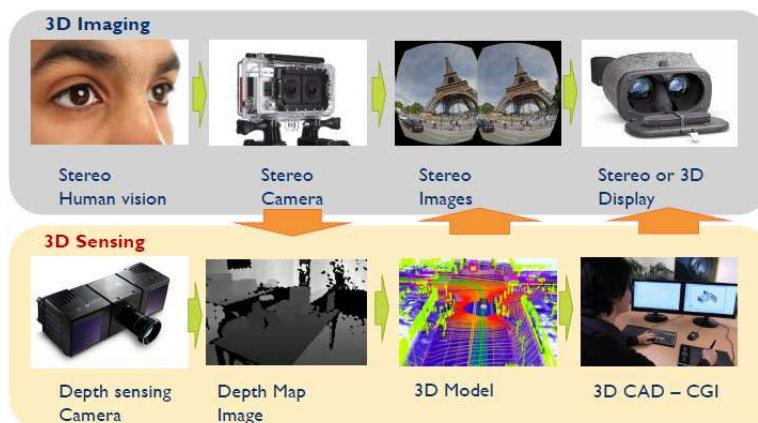 3D Imaging
Stereo
Human vision
Stereo
Camera
Stereo
Images
Stereo or 3D
Display
3D Sensing
Depth sensing
Camera
Depth Map
Image
3D Model
3D CAD – CGI